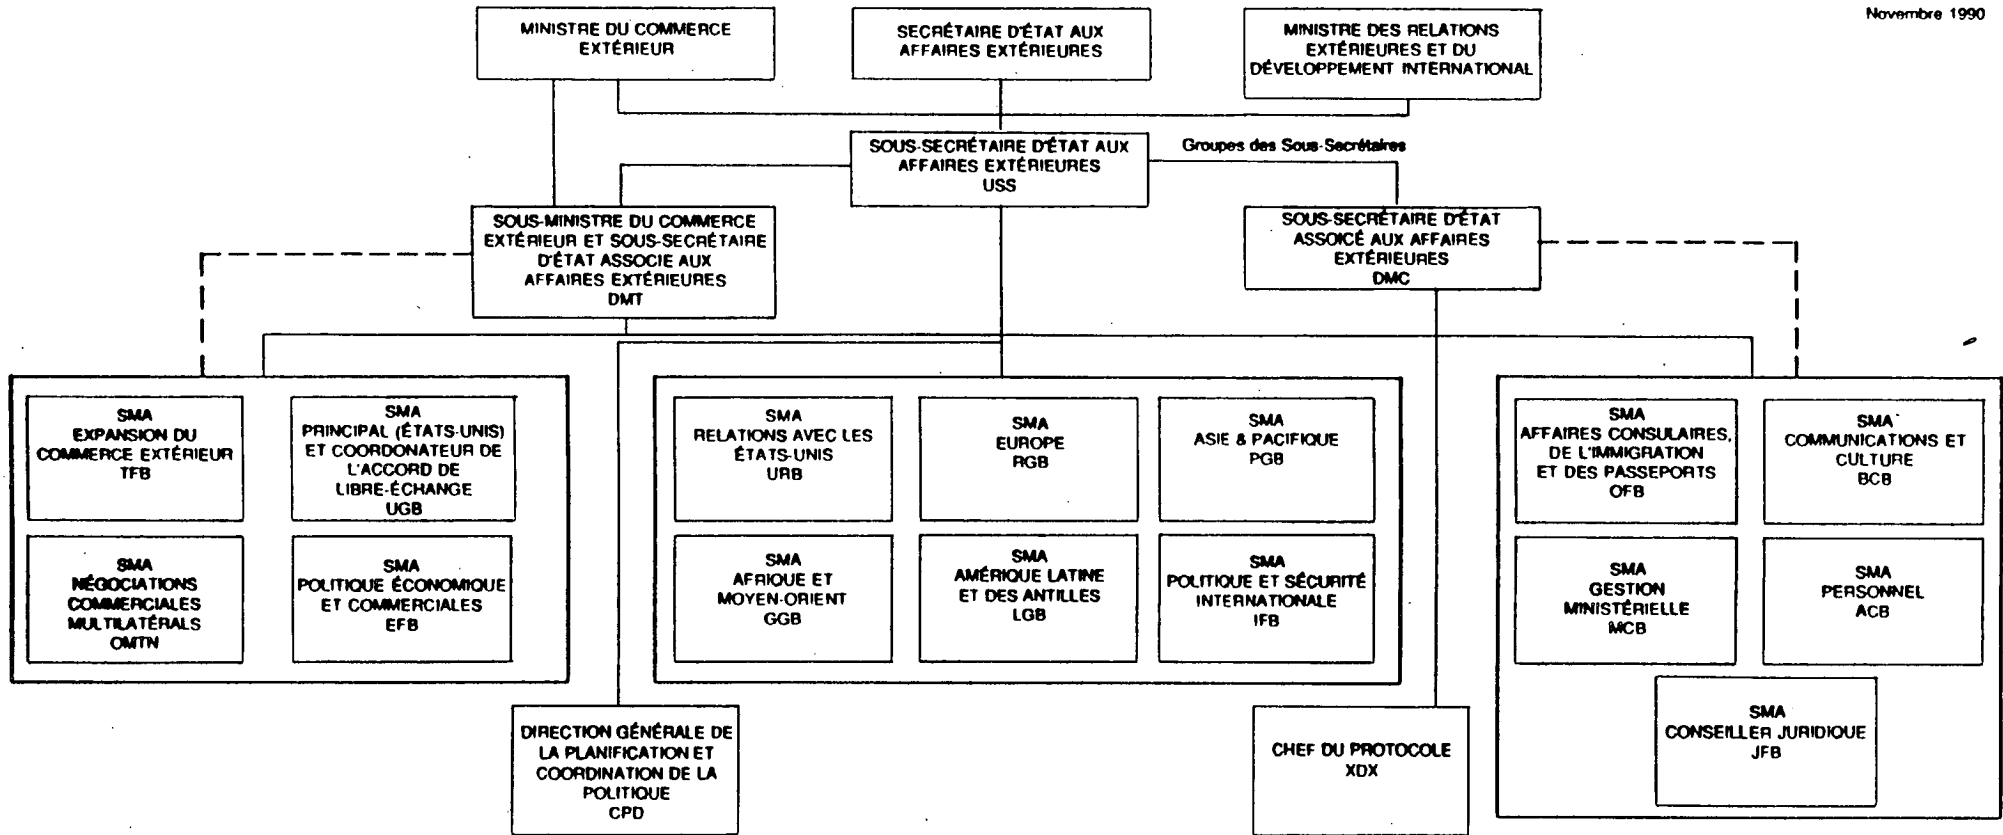 Novembre 1990
MINISTRE DU COMMERCE
EXTÉRIEUR
SECRÉTAIRE D'ÉTAT AUX
AFFAIRES EXTÉRIEURES
MINISTRE DES RELATIONS
EXTÉRIEURES ET DU
DÉVELOPPEMENT INTERNATIONAL
SOUS-SECRÉTAIRE D'ÉTAT AUX
AFFAIRES EXTÉRIEURES
USS
Groupes des Sous-Secrétaires
SOUS-MINISTRE DU COMMERCE
EXTÉRIEUR ET SOUS-SECRÉTAIRE
D'ÉTAT ASSOCIE AUX
AFFAIRES EXTÉRIEURES
DMT
SOUS-SECRÉTAIRE D'ÉTAT
ASSOICÉ AUX AFFAIRES
EXTÉRIEURES
DMC
SMA
EXPANSION DU
COMMERCE EXTÉRIEUR
TFB
SMA
PRINCIPAL (ÉTATS-UNIS)
ET COORDONATEUR DE
L'ACCORD DE
LIBRE-ÉCHANGE
UGB
SMA
NÉGOCIATIONS
COMMERCIALES
MULTILATÉRALS
OMTN
SMA
POLITIQUE ÉCONOMIQUE
ET COMMERCIALES
EFB
SMA
RELATIONS AVEC LES
ÉTATS-UNIS
URB
SMA
EUROPE
RGB
SMA
ASIE & PACIFIQUE
PGB
SMA
AFRIQUE ET
MOYEN-ORIENT
GGB
SMA
AMÉRIQUE LATINE
ET DES ANTILLES
LGB
SMA
POLITIQUE ET SÉCURITÉ
INTERNATIONALE
IFB
SMA
AFFAIRES CONSULAIRES,
DE L'IMMIGRATION
ET DES PASSEPORTS
OFB
SMA
COMMUNICATIONS ET
CULTURE
BCB
SMA
GESTION
MINISTÉRIELLE
MCB
SMA
PERSONNEL
ACB
SMA
CONSEILLER JURIDIQUE
JFB
DIRECTION GÉNÉRALE DE
LA PLANIFICATION ET
COORDINATION DE LA
POLITIQUE
CPD
CHEF DU PROTOCOLE
XDX